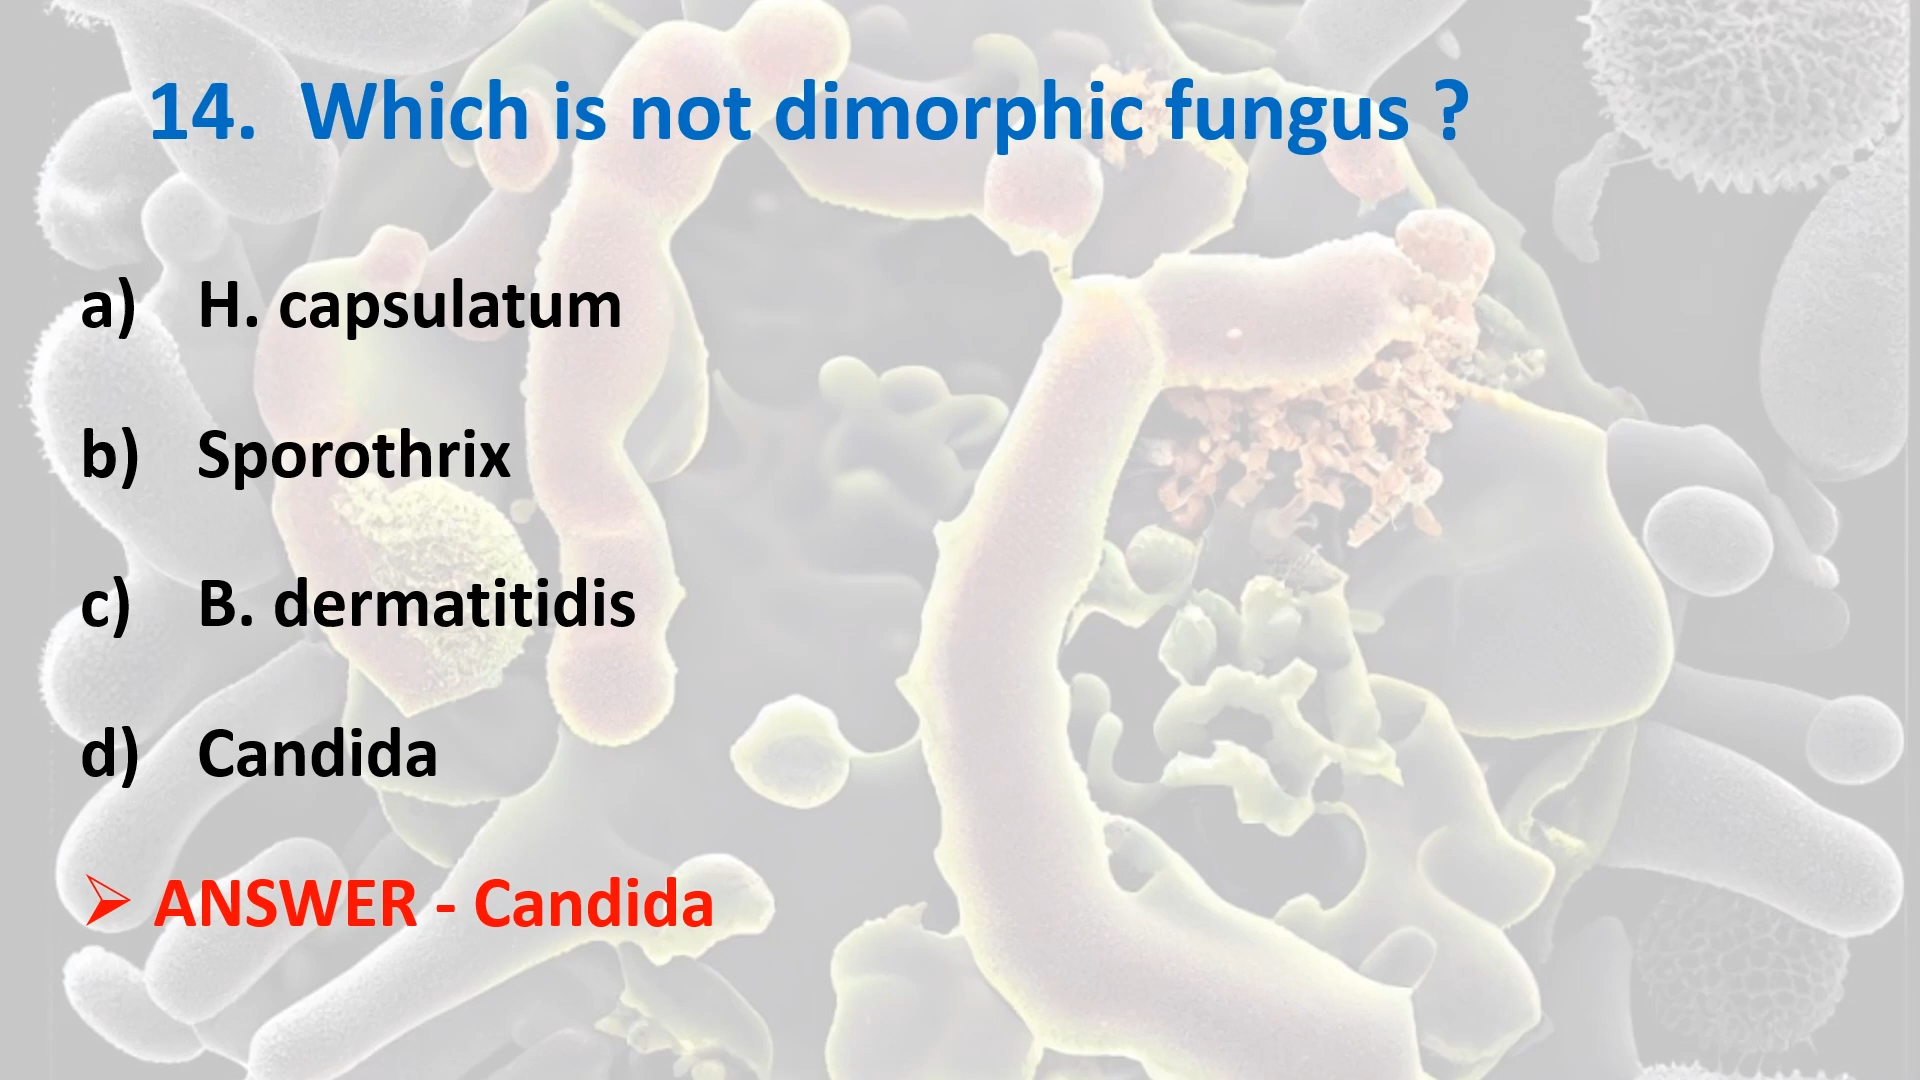 14. Which is not dimorphic fungus ?
a) H. capsulatum
b) Sporothrix
c) B. dermatitidis
d) Candida
➢ ANSWER - Candida